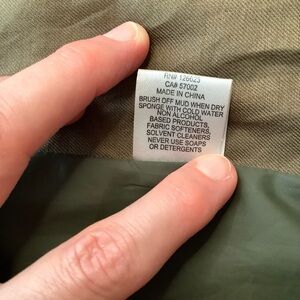 RN# 126623
CA# 57002
MADE IN CHINA
BRUSH OFF MUD WHEN DRY
SPONGE WITH COLD WATER
NON ALCOHOL
BASED PRODUCTS,
FABRIC SOFTENERS,
SOLVENT CLEANERS
NEVER USE SOAPS
OR DETERGENTS